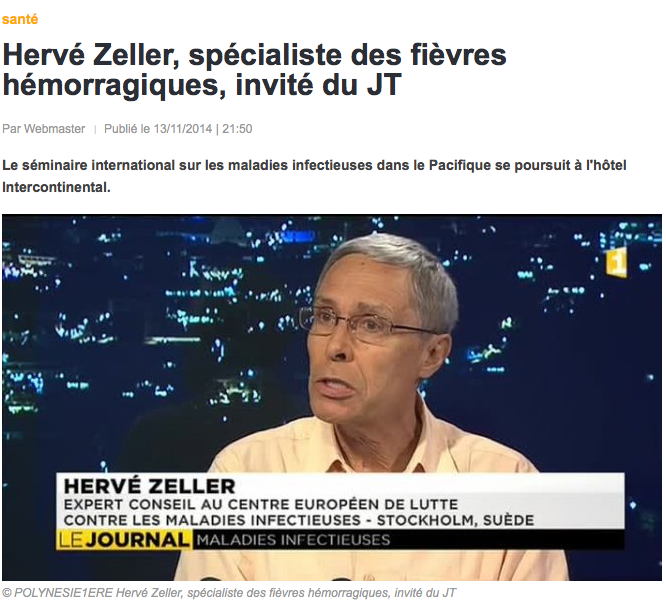 santé
Hervé Zeller, spécialiste des fièvres
hémorragiques, invité du JT
Par Webmaster | Publié le 13/11/2014 | 21:50
Le séminaire international sur les maladies infectieuses dans le Pacifique se poursuit à l'hôtel
Intercontinental.
1
HERVÉ ZELLER
EXPERT CONSEIL AU CENTRE EUROPÉEN DE LUTTE
CONTRE LES MALADIES INFECTIEUSES - STOCKHOLM, SUÈDE
LE JOURNAL MALADIES INFECTIEUSES
© POLYNESIE1ERE Hervé Zeller, spécialiste des fièvres hémorragiques, invité du JT